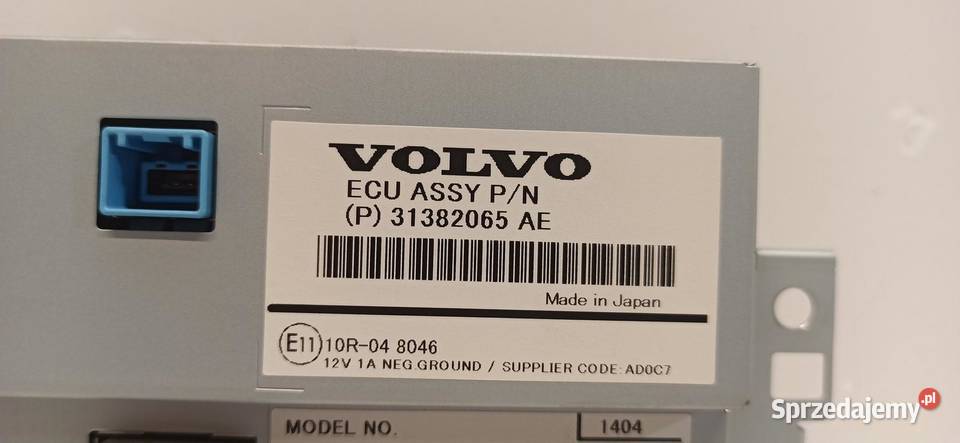 VOLVO
ECU ASSY P/N
(P) 31382065 AE
Made in Japan
E11 10R-04 8046
12V 1A NEG.GROUND / SUPPLIER CODE: AD0C7
MODEL NO. 1404
Sprzedajemy.pl